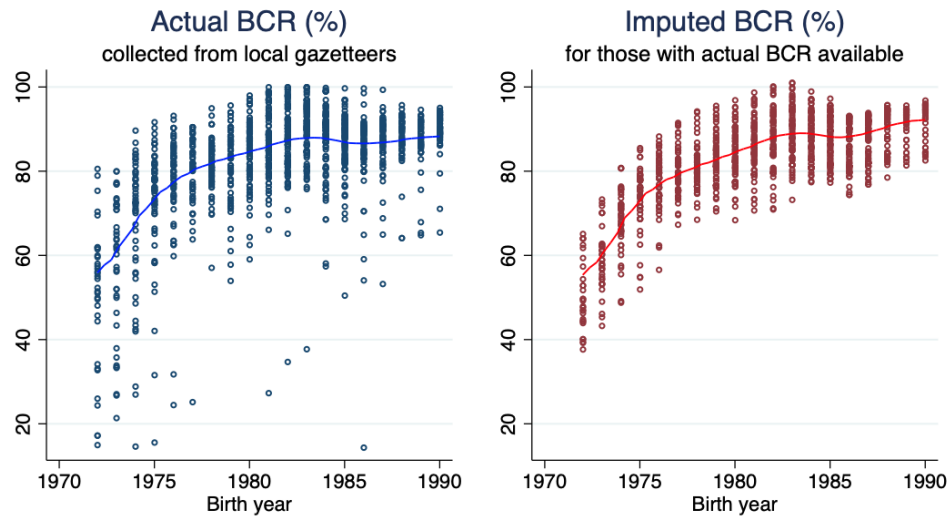 Actual BCR (%)
collected from local gazetteers
100
80
60
40
20
1970 1975 1980 1985 1990
Birth year
Imputed BCR (%)
for those with actual BCR available
100
80
60
40
20
1970 1975 1980 1985 1990
Birth year